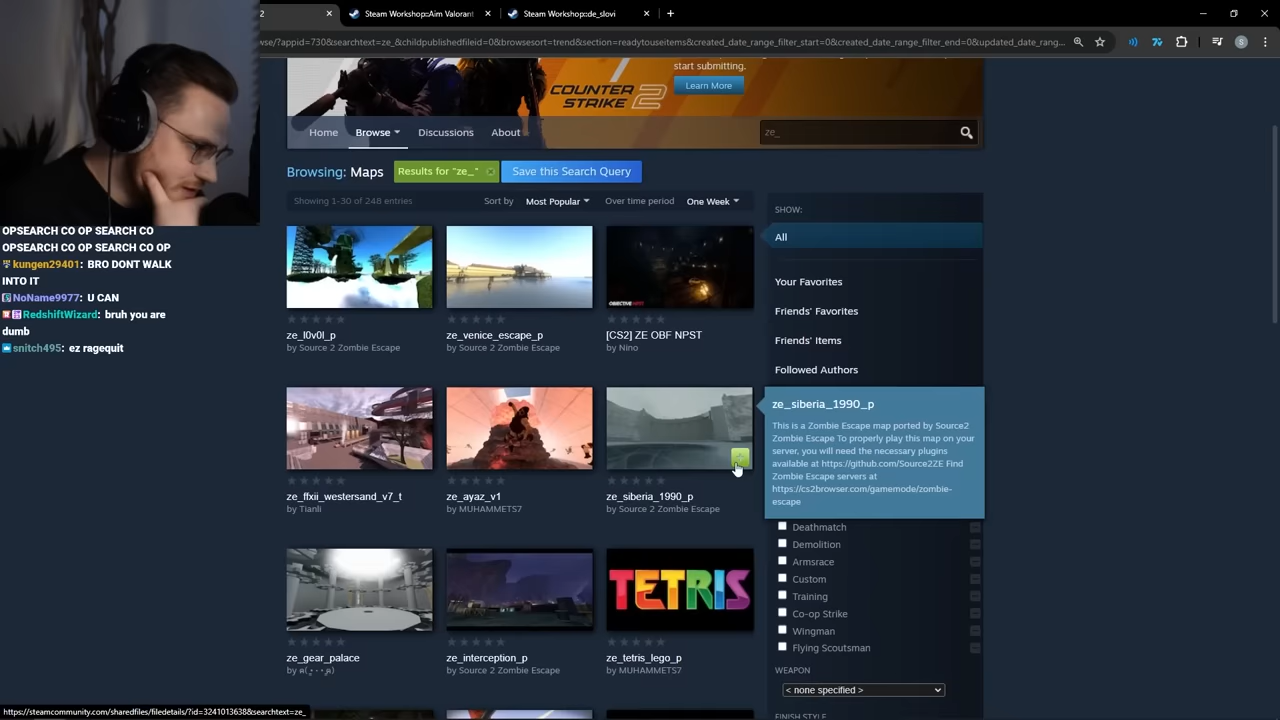 2
Steam Workshop::Aim Valorant
Steam Workshop::de_slovi
wse/?appid=730&searchtext=ze_&childpublishedfileid=0&browsesort=trend&section=readytouseitems&created_date_range_filter_start=0&created_date_range_filter_end=0&updated_date_rang...
S
start submitting.
Learn More
COUNTER
STRIKE 2
Home
Browse
Discussions
About
ze_
Browsing: Maps
Results for "ze_"
Save this Search Query
Showing 1-30 of 248 entries
Sort by
Most Popular
Over time period
One Week
SHOW:
All
Your Favorites
Friends' Favorites
Friends' Items
Followed Authors
OPSEARCH CO OP SEARCH CO
OPSEARCH CO OP SEARCH CO OP
kungen29401: BRO DONT WALK
INTO IT
NoName9977: U CAN
RedshiftWizard: bruh you are
dumb
snitch495: ez ragequit
ze_l0v0l_p
by Source 2 Zombie Escape
ze_venice_escape_p
by Source 2 Zombie Escape
[CS2] ZE OBF NPST
by Nino
ze_siberia_1990_p
This is a Zombie Escape map ported by Source2
Zombie Escape To properly play this map on your
server, you will need the necessary plugins
available at https://github.com/Source2ZE Find
Zombie Escape servers at
https://cs2browser.com/gamemode/zombie-
escape
ze_ffxii_westersand_v7_t
by Tianli
ze_ayaz_v1
by MUHAMMETS7
ze_siberia_1990_p
by Source 2 Zombie Escape
Deathmatch
Demolition
Armsrace
Custom
Training
Co-op Strike
Wingman
Flying Scoutsman
TETRIS
ze_gear_palace
ze_interception_p
by Source 2 Zombie Escape
ze_tetris_lego_p
by MUHAMMETS7
WEAPON
< none specified >
FINISH STYLE
https://steamcommunity.com/sharedfiles/filedetails/?id=3241013638&searchtext=ze_